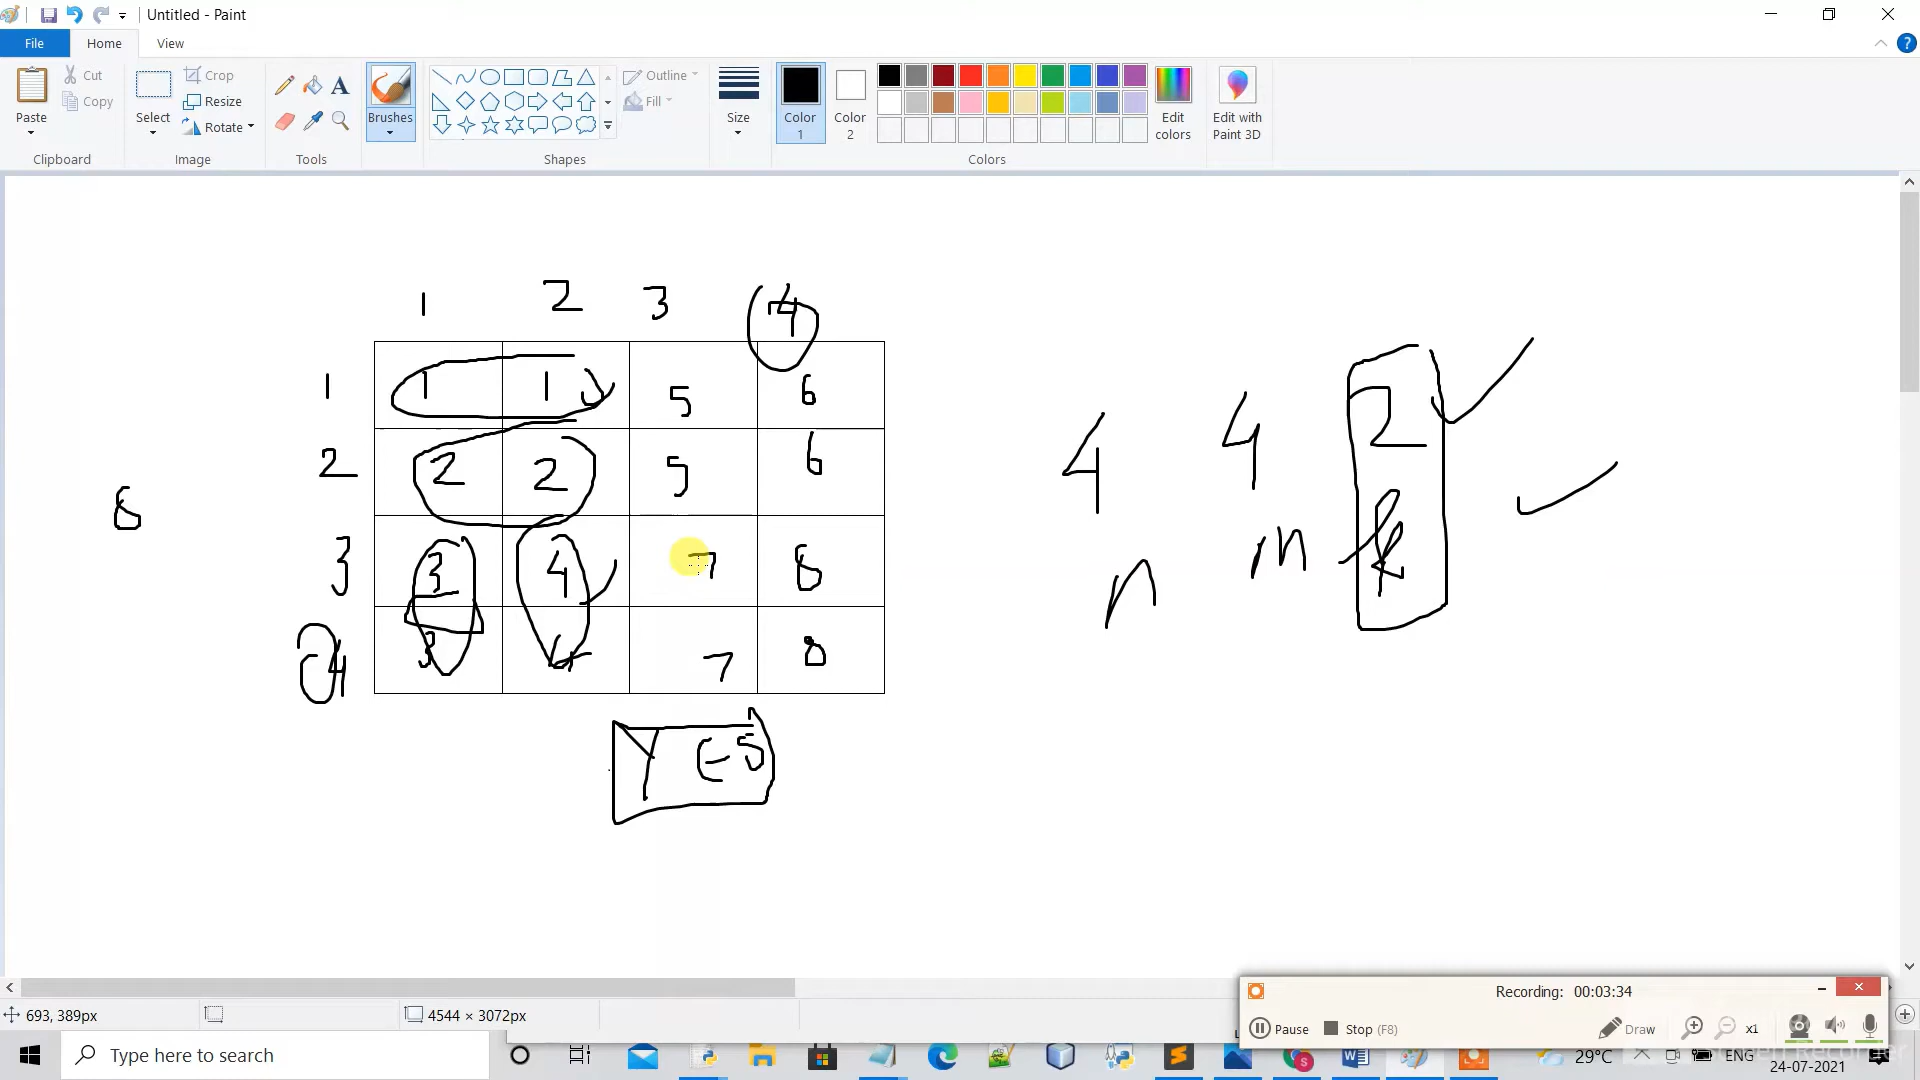 Untitled - Paint
File Home View
Cut
Copy
Paste
Clipboard
Crop
Resize
Rotate
Select
Image
Tools
Brushes
Outline
Fill
Shapes
Size
Color 1
Color 2
Edit colors
Edit with Paint 3D
Colors
1 2 3 4
1 1 1 5 6
2 2 2 5 6
3 3 4 7 8
4 3 4 7 8
8
YES
4 4 2
n m k
Recording: 00:03:34
Pause Stop (F8) Draw x1
693, 389px
4544 × 3072px
Type here to search
29°C ENG
24-07-2021